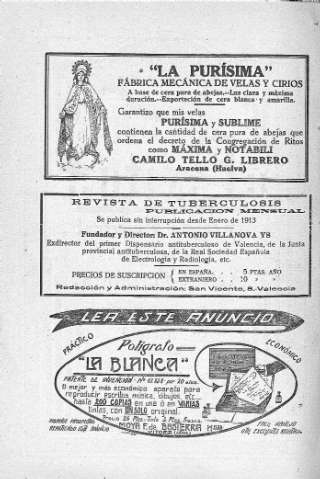 "LA PURÍSIMA"
FÁBRICA MECÁNICA DE VELAS Y CIRIOS
A base de cera pura de abejas.-Luz clara y máxima
duración.-Exportación de cera blanca y amarilla.
Garantizo que mis velas
PURÍSIMA y SUBLIME
contienen la cantidad de cera pura de abejas que
ordena el decreto de la Congregación de Ritos
como MÁXIMA y NOTABILI
CAMILO TELLO G. LIBRERO
Aracena (Huelva)
REVISTA DE TUBERCULOSIS
PUBLICACION MENSUAL
Se publica sin interrupción desde Enero de 1913
Fundador y Director: Dr. ANTONIO VILLANOVA YS
Exdirector del primer Dispensario antituberculoso de Valencia, de la Junta
provincial antituberculosa, de la Real Sociedad Española
de Electrología y Radiología, etc.
PRECIOS DE SUSCRIPCION
EN ESPAÑA. . . 5 PTAS. AÑO
EXTRANJERO . . 10 » »
Redacción y Administración: San Vicente, 8, Valencia
LEA ESTE ANUNCIO
PRÁCTICO
ECONÓMICO
Polígrafo
"LA BLANCA"
PATENTE DE INVENCIÓN por 20 años.
El mejor y más económico aparato para
reproducir escritos, música, dibujos, etc.
hasta 200 COPIAS en una ó en VARIAS
tintas, con UN SOLO original.
MOYA F. de BASTERRA
VITORIA